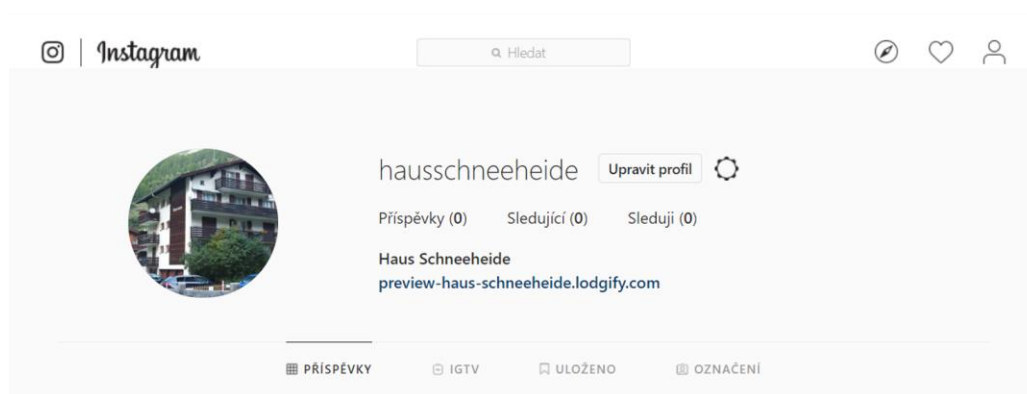 Instagram
Hledat
hausschneeheide Upravit profil
Příspěvky (0) Sledující (0) Sleduji (0)
Haus Schneeheide
preview-haus-schneeheide.lodgify.com
PŘÍSPĚVKY IGTV ULOŽENO OZNAČENÍ